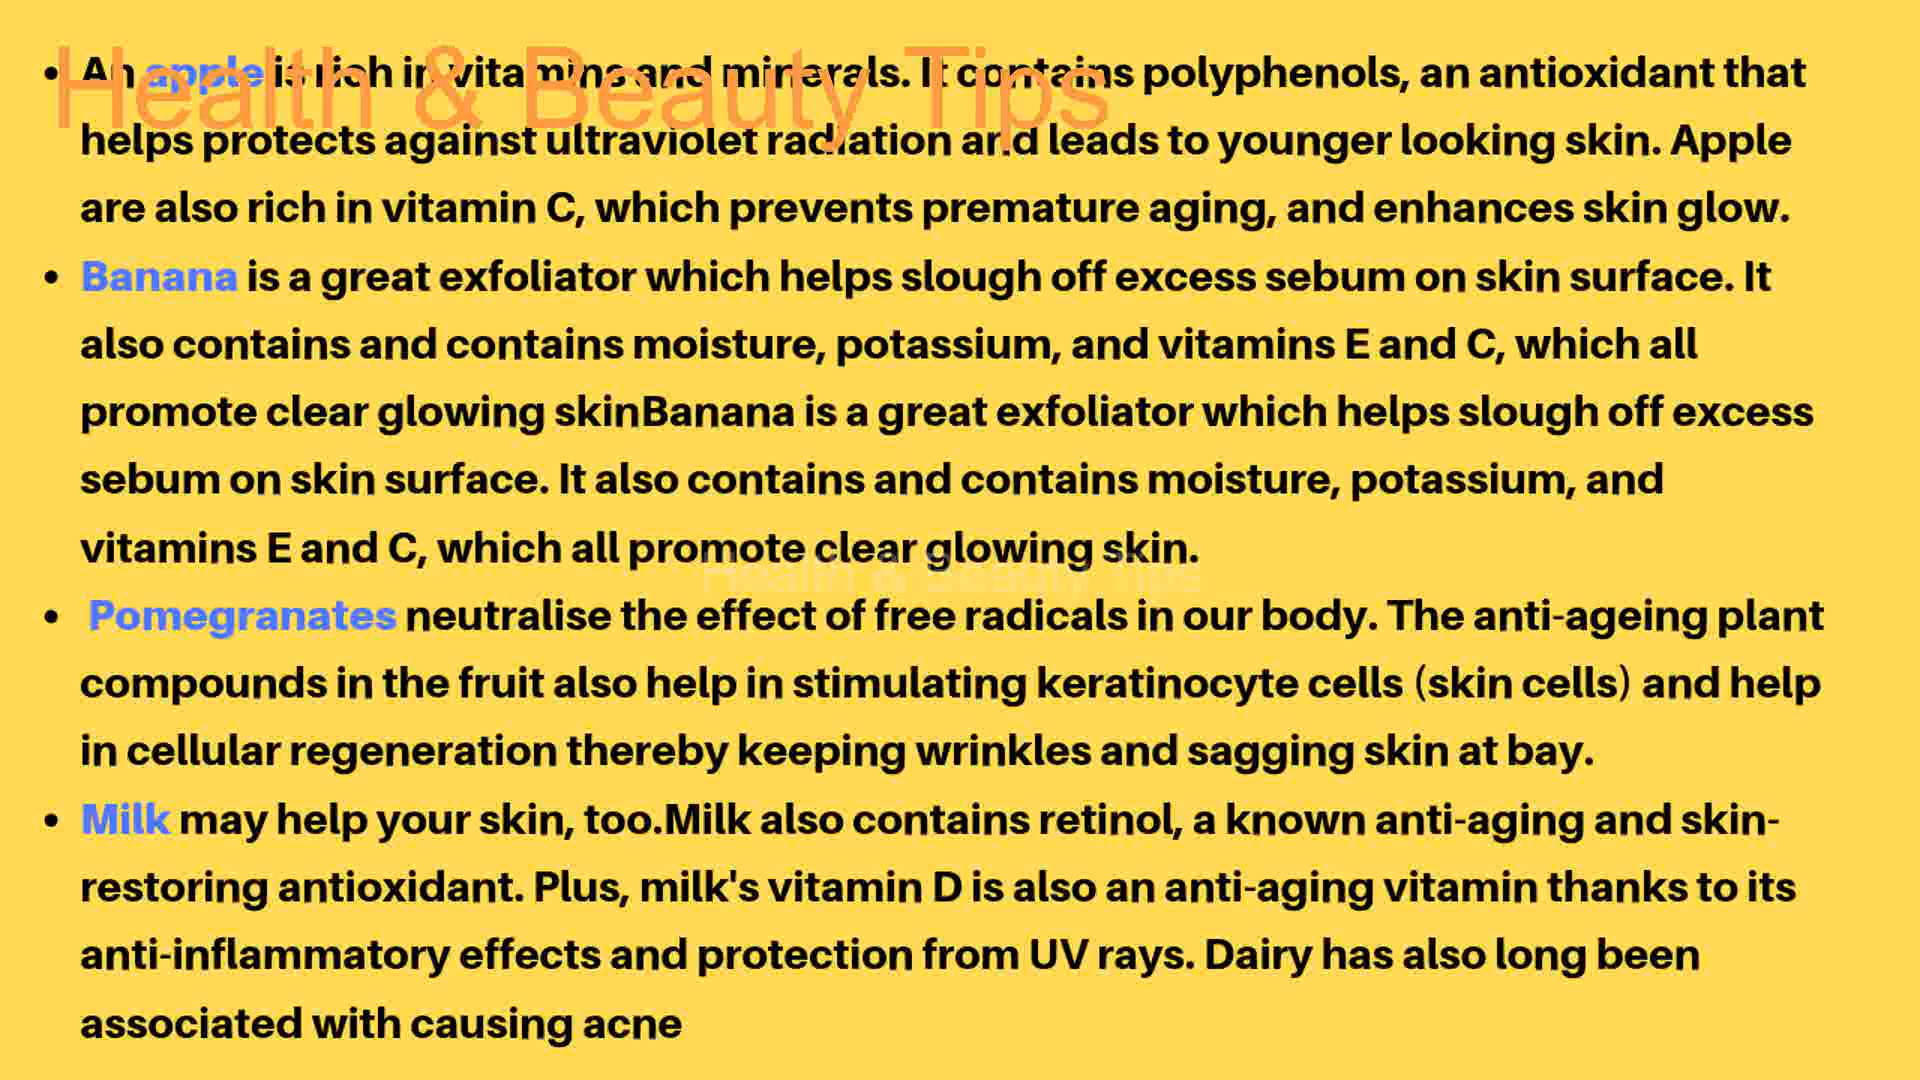 Health & Beauty Tips
• An apple is rich in vitamins and minerals. It contains polyphenols, an antioxidant that
helps protects against ultraviolet radiation and leads to younger looking skin. Apple
are also rich in vitamin C, which prevents premature aging, and enhances skin glow.
• Banana is a great exfoliator which helps slough off excess sebum on skin surface. It
also contains and contains moisture, potassium, and vitamins E and C, which all
promote clear glowing skinBanana is a great exfoliator which helps slough off excess
sebum on skin surface. It also contains and contains moisture, potassium, and
vitamins E and C, which all promote clear glowing skin.
Health & Beauty Tips
• Pomegranates neutralise the effect of free radicals in our body. The anti-ageing plant
compounds in the fruit also help in stimulating keratinocyte cells (skin cells) and help
in cellular regeneration thereby keeping wrinkles and sagging skin at bay.
• Milk may help your skin, too.Milk also contains retinol, a known anti-aging and skin-
restoring antioxidant. Plus, milk's vitamin D is also an anti-aging vitamin thanks to its
anti-inflammatory effects and protection from UV rays. Dairy has also long been
associated with causing acne